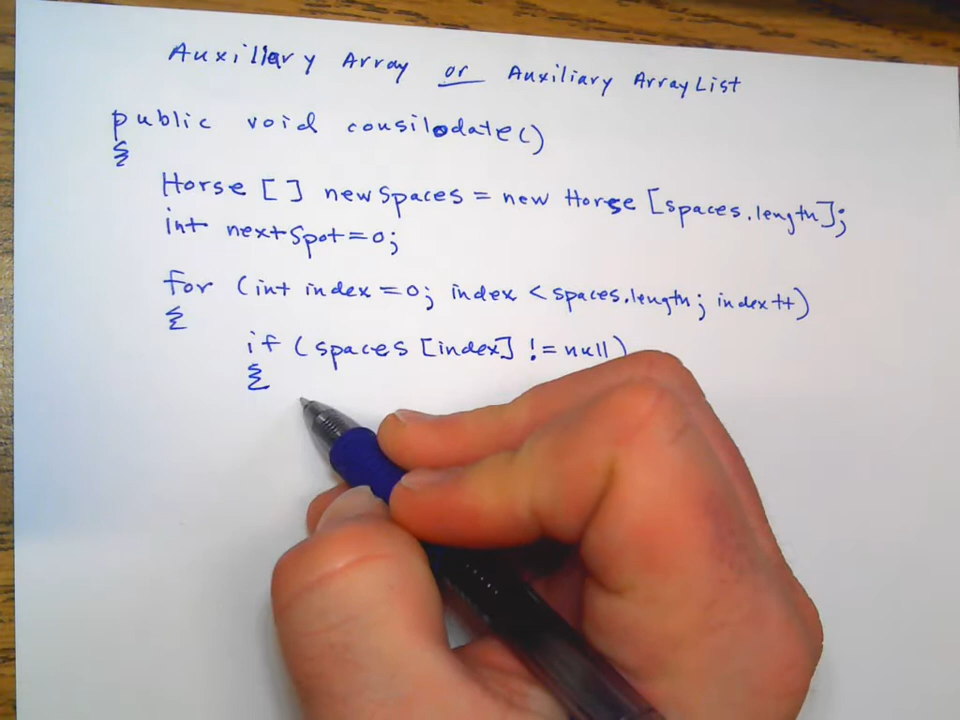 Auxillary Array or Auxiliary ArrayList
public void consilodate()
{
Horse [] newSpaces = new Horse [spaces.length];
int nextSpot=0;
for (int index=0; index <spaces.length; index++)
{
if (spaces [index] != null)
{